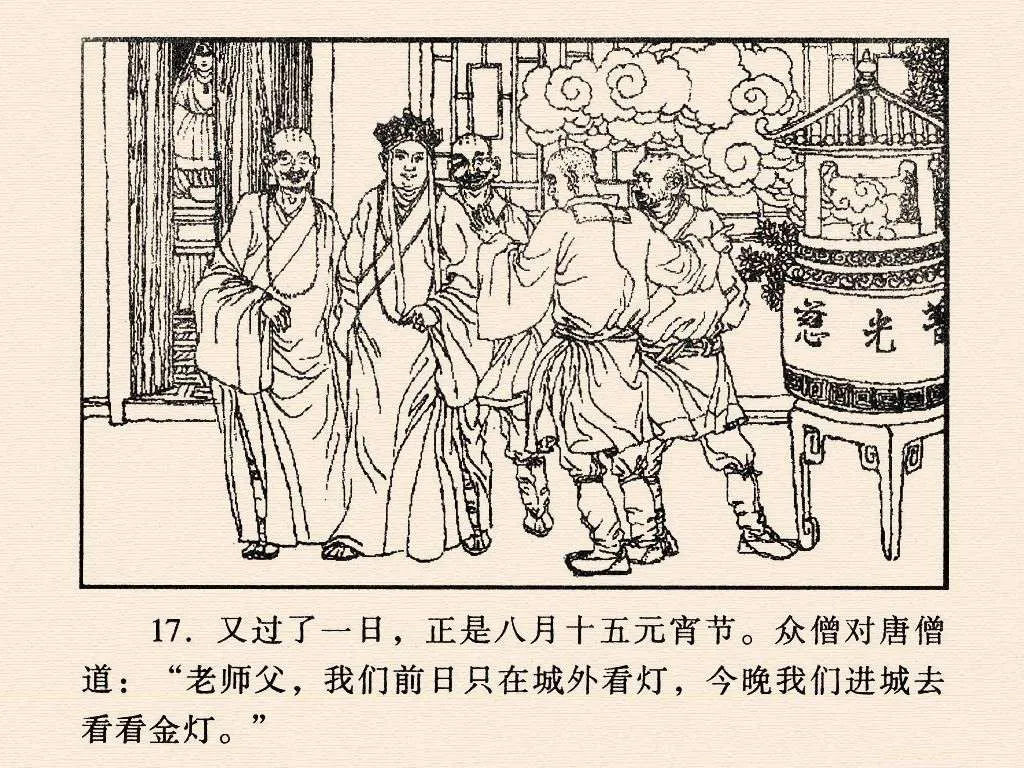 慈光普
17. 又过了一日，正是八月十五元宵节。众僧对唐僧
道：“老师父，我们前日只在城外看灯，今晚我们进城去
看看金灯。”